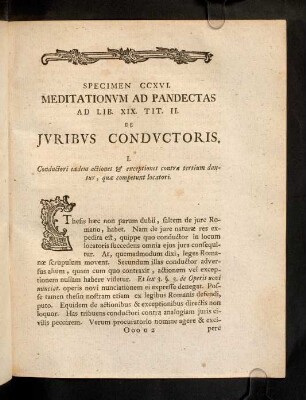 SPECIMEN CCXVI.
MEDITATIONVM AD PANDECTAS
AD LIB. XIX. TIT. II.
DE
JVRIBVS CONDVCTORIS.
I.
Conductori eædem actiones & exceptiones contra tertium dan-
tur, quæ competunt locatori.
Thesis hæc non parum dubii, saltem de jure Ro-
mano, habet. Nam de jure naturæ res ex-
pedita est, quippe quo conductor in locum
locatoris succedens omnia ejus jura consequi-
tur. At, quemadmodum dixi, leges Roma-
næ scrupulum movent. Secundum illas conductor adver-
sus alium, quam cum quo contraxit, actionem vel excep-
tionem nullam habere videtur. Et lex 3. §. 3. de Operis novi
nunciat. operis novi nunciationem ei expresse denegat. Pos-
se tamen thesin nostram etiam ex legibus Romanis defendi,
puto. Equidem de actionibus & exceptionibus directis non
loquor. Has tribuens conductori contra analogiam juris ci-
vilis peccarem. Verum procuratorio nomine agere & exci-
Oooo 2
pere